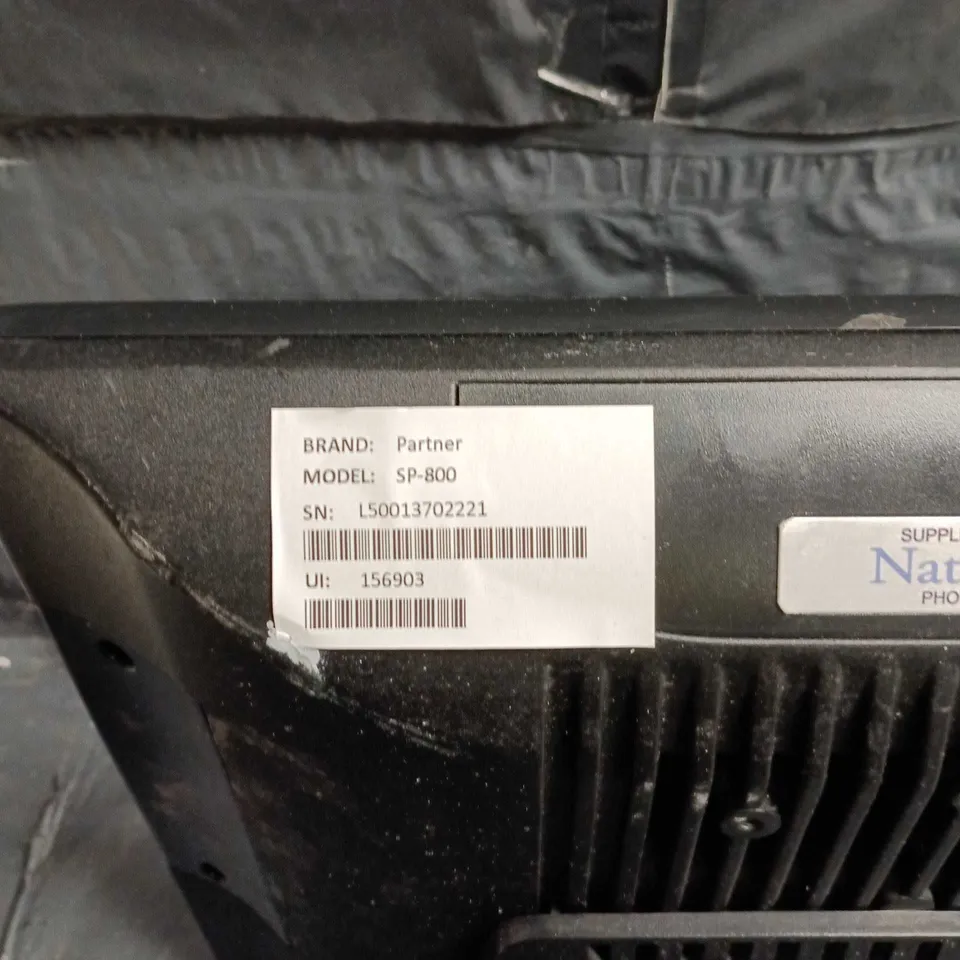 BRAND: Partner
MODEL: SP-800
SN: L50013702221
UI: 156903
SUPPL
Nat
PHO